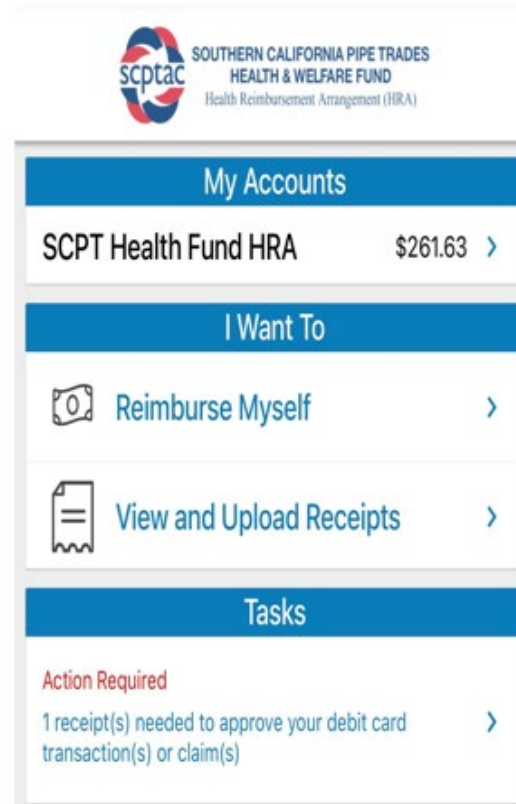 scptac
SOUTHERN CALIFORNIA PIPE TRADES
HEALTH & WELFARE FUND
Health Reimbursement Arrangement (HRA)
My Accounts
SCPT Health Fund HRA $261.63
I Want To
Reimburse Myself
View and Upload Receipts
Tasks
Action Required
1 receipt(s) needed to approve your debit card
transaction(s) or claim(s)